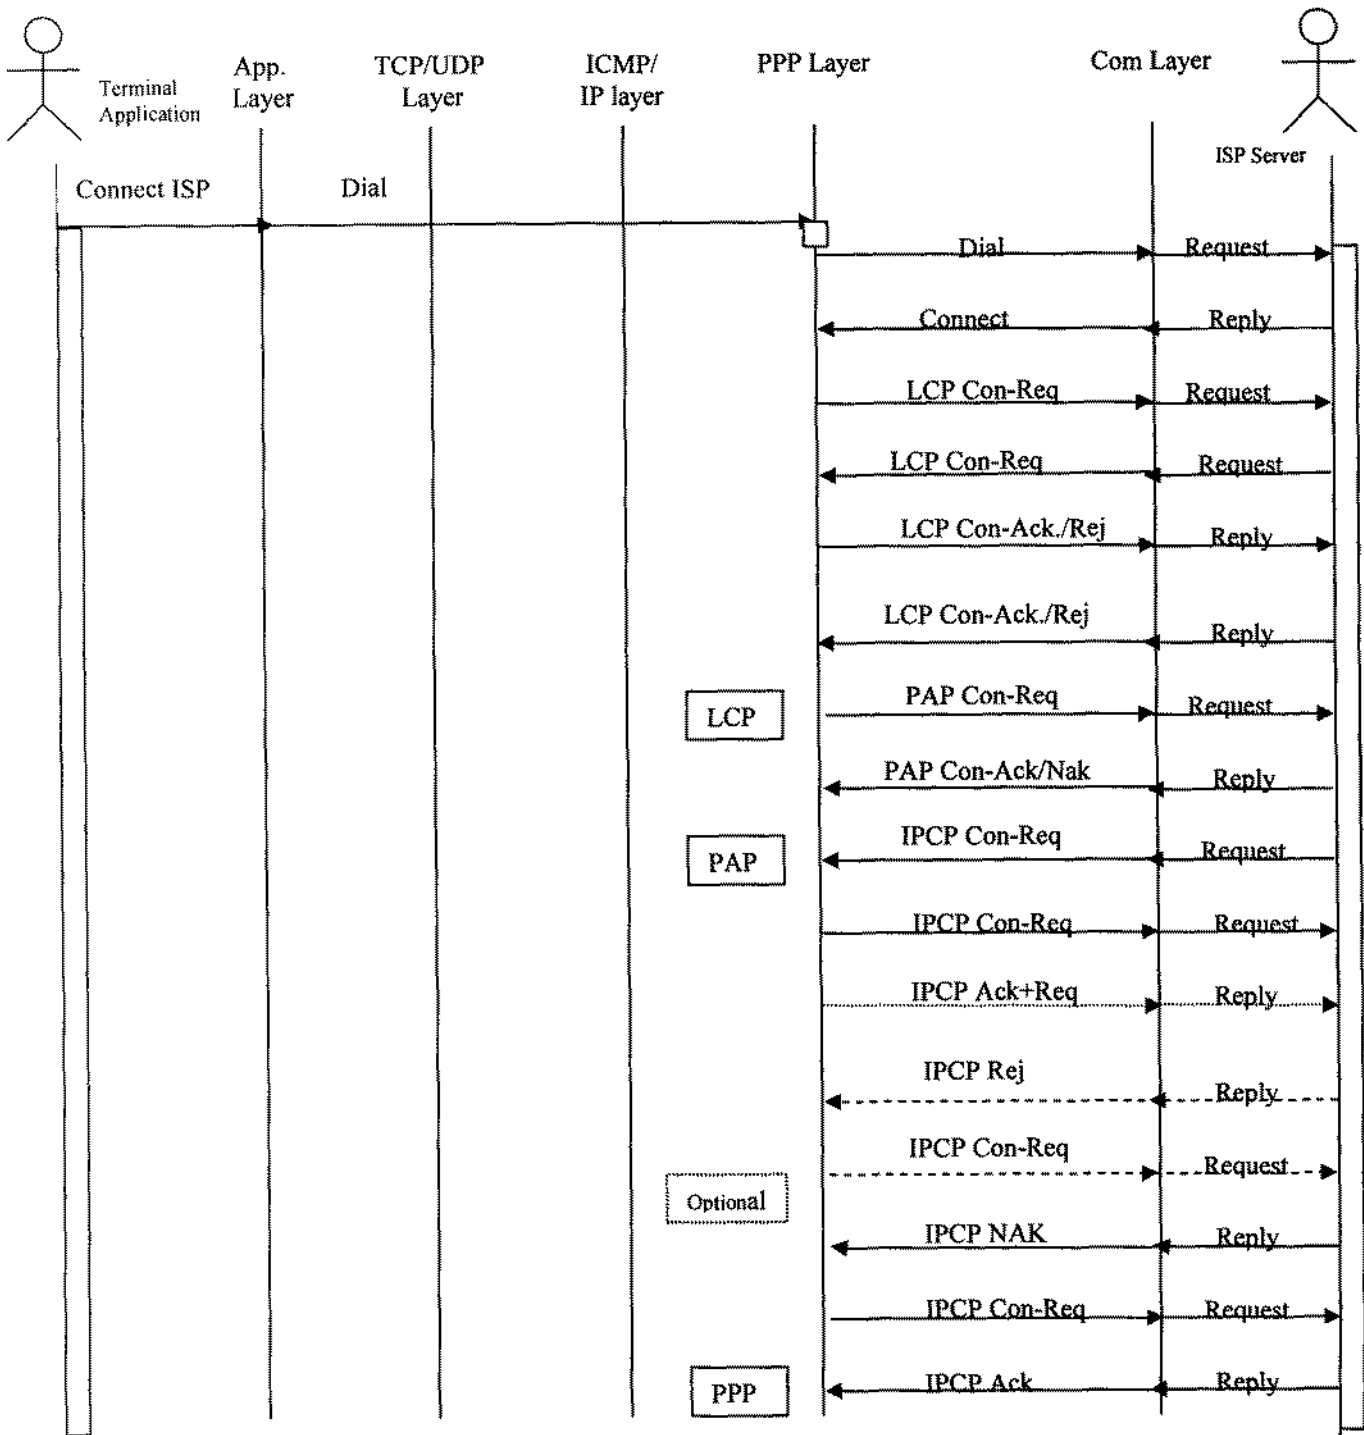 Terminal
Application
App.
Layer
TCP/UDP
Layer
ICMP/
IP layer
PPP Layer
Com Layer
ISP Server
Connect ISP
Dial
Dial
Request
Connect
Reply
LCP Con-Req
Request
LCP Con-Req
Request
LCP Con-Ack./Rej
Reply
LCP Con-Ack./Rej
Reply
LCP
PAP Con-Req
Request
PAP Con-Ack/Nak
Reply
PAP
IPCP Con-Req
Request
IPCP Con-Req
Request
IPCP Ack+Req
Reply
IPCP Rej
Reply
IPCP Con-Req
Request
Optional
IPCP NAK
Reply
IPCP Con-Req
Request
PPP
IPCP Ack
Reply